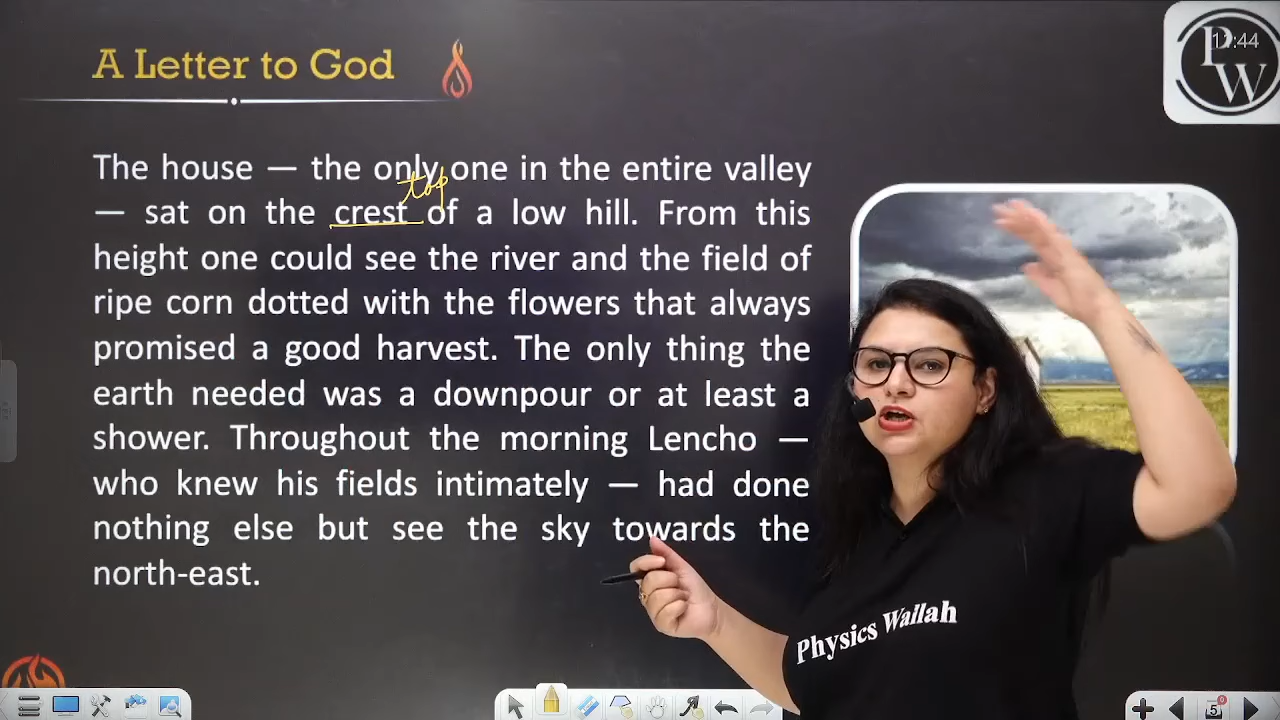 A Letter to God
17:44
PW
The house — the only one in the entire valley
top
— sat on the crest of a low hill. From this
height one could see the river and the field of
ripe corn dotted with the flowers that always
promised a good harvest. The only thing the
earth needed was a downpour or at least a
shower. Throughout the morning Lencho —
who knew his fields intimately — had done
nothing else but see the sky towards the
north-east.
Physics Wallah
5